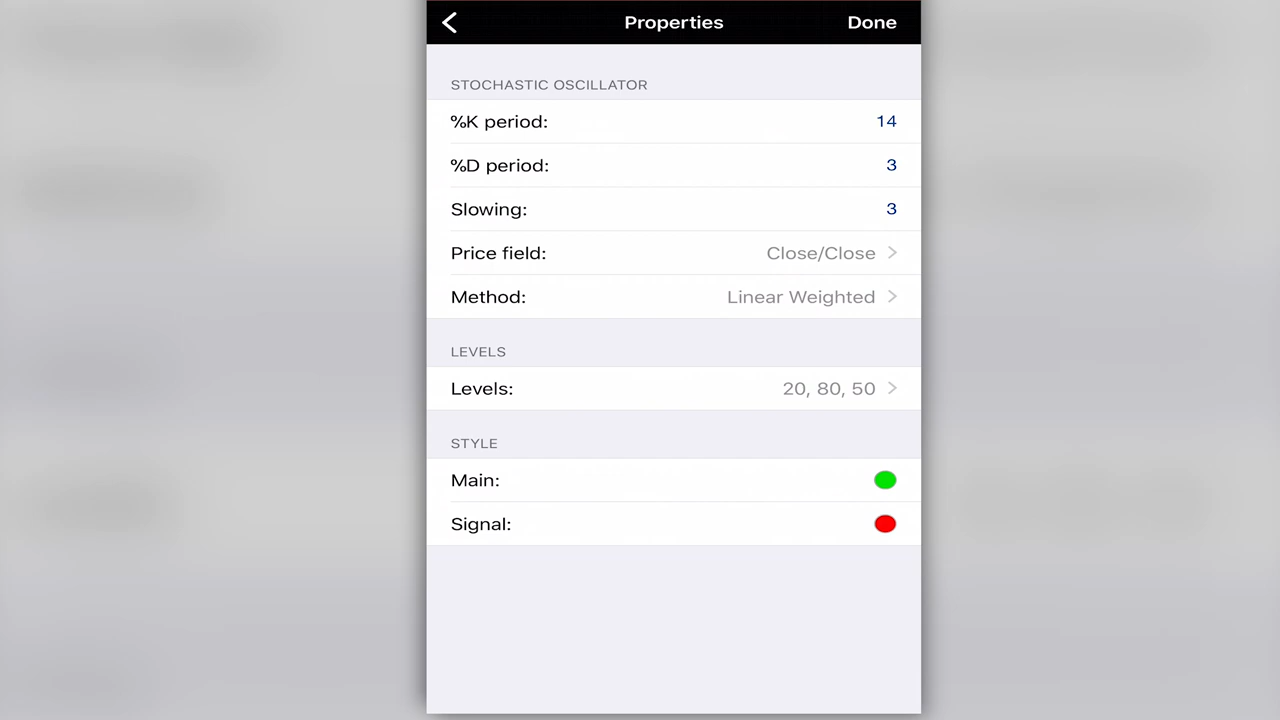 Properties
Done
STOCHASTIC OSCILLATOR
%K period: 14
%D period: 3
Slowing: 3
Price field: Close/Close
Method: Linear Weighted
LEVELS
Levels: 20, 80, 50
STYLE
Main:
Signal: